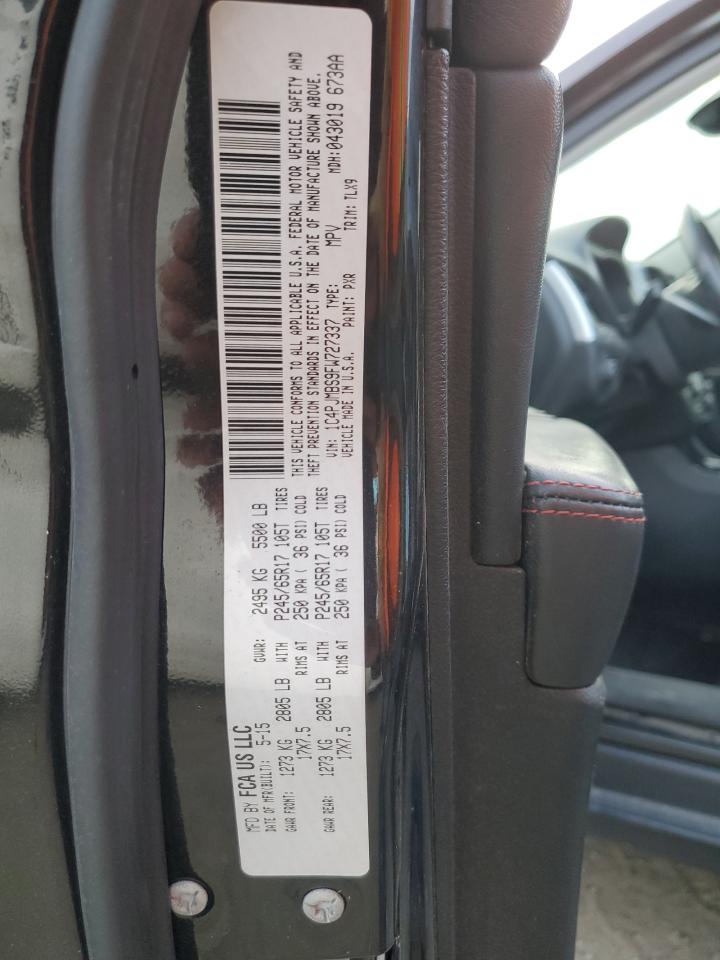 MFD BY FCA US LLC
DATE OF MFR(BUILT): 5-15 GVWR: 2495 KG 5500 LB
GAWR FRONT: 1273 KG 2805 LB WITH P245/65R17 105T TIRES
17X7.5 RIMS AT 250 KPA ( 36 PSI) COLD
GAWR REAR: 1273 KG 2805 LB WITH P245/65R17 105T TIRES
17X7.5 RIMS AT 250 KPA ( 36 PSI) COLD
THIS VEHICLE CONFORMS TO ALL APPLICABLE U.S.A. FEDERAL MOTOR VEHICLE SAFETY AND
THEFT PREVENTION STANDARDS IN EFFECT ON THE DATE OF MANUFACTURE SHOWN ABOVE.
VIN: 1C4PJMBS9FW727337 TYPE: MPV MDH:043019 673AA
VEHICLE MADE IN U.S.A. PAINT: PXR TRIM: TLX9